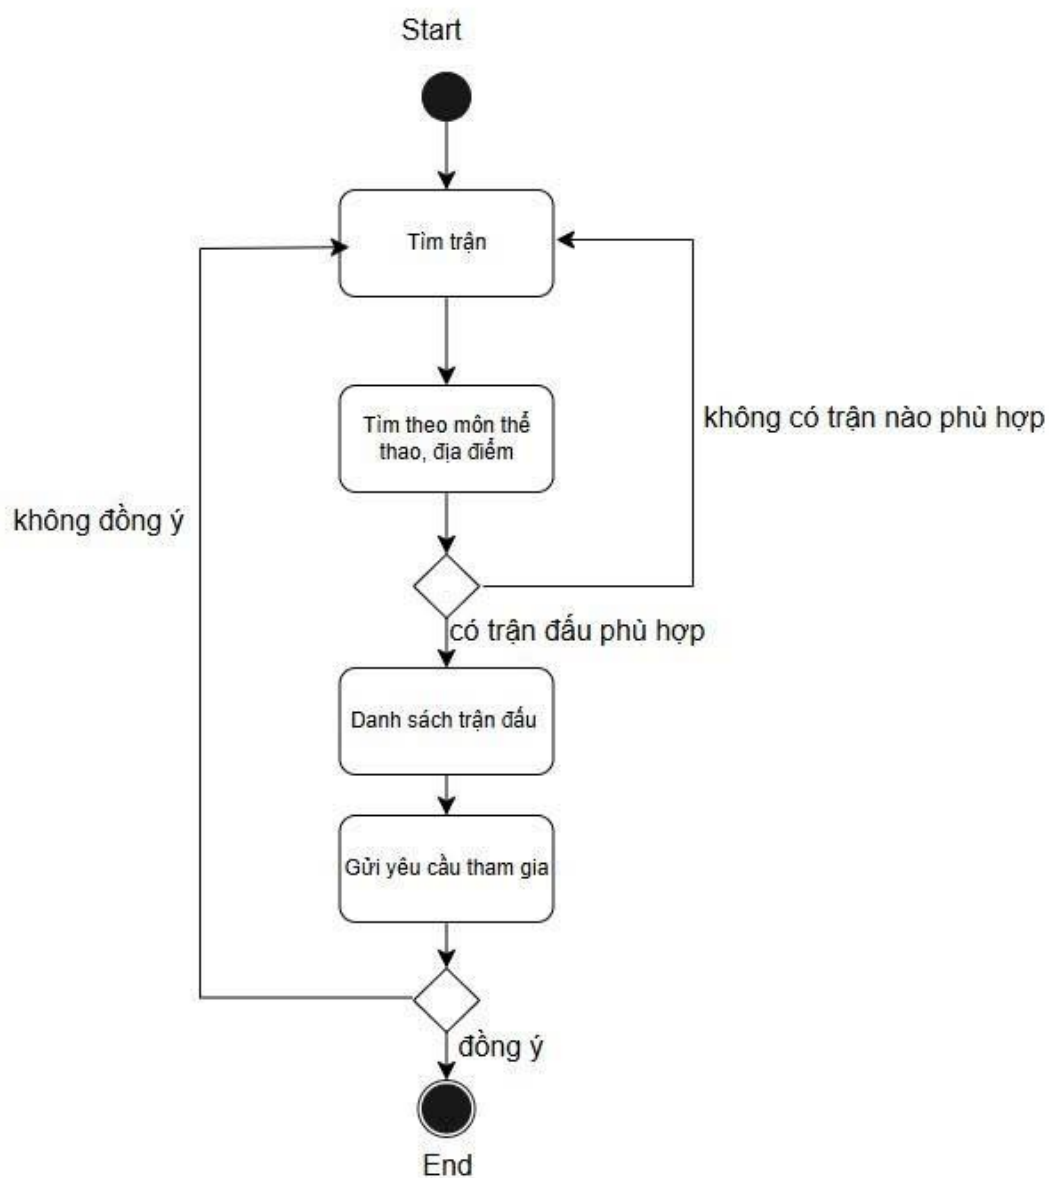 Start
Tìm trận
Tìm theo môn thể
thao, địa điểm
không có trận nào phù hợp
không đồng ý
có trận đấu phù hợp
Danh sách trận đấu
Gửi yêu cầu tham gia
đồng ý
End